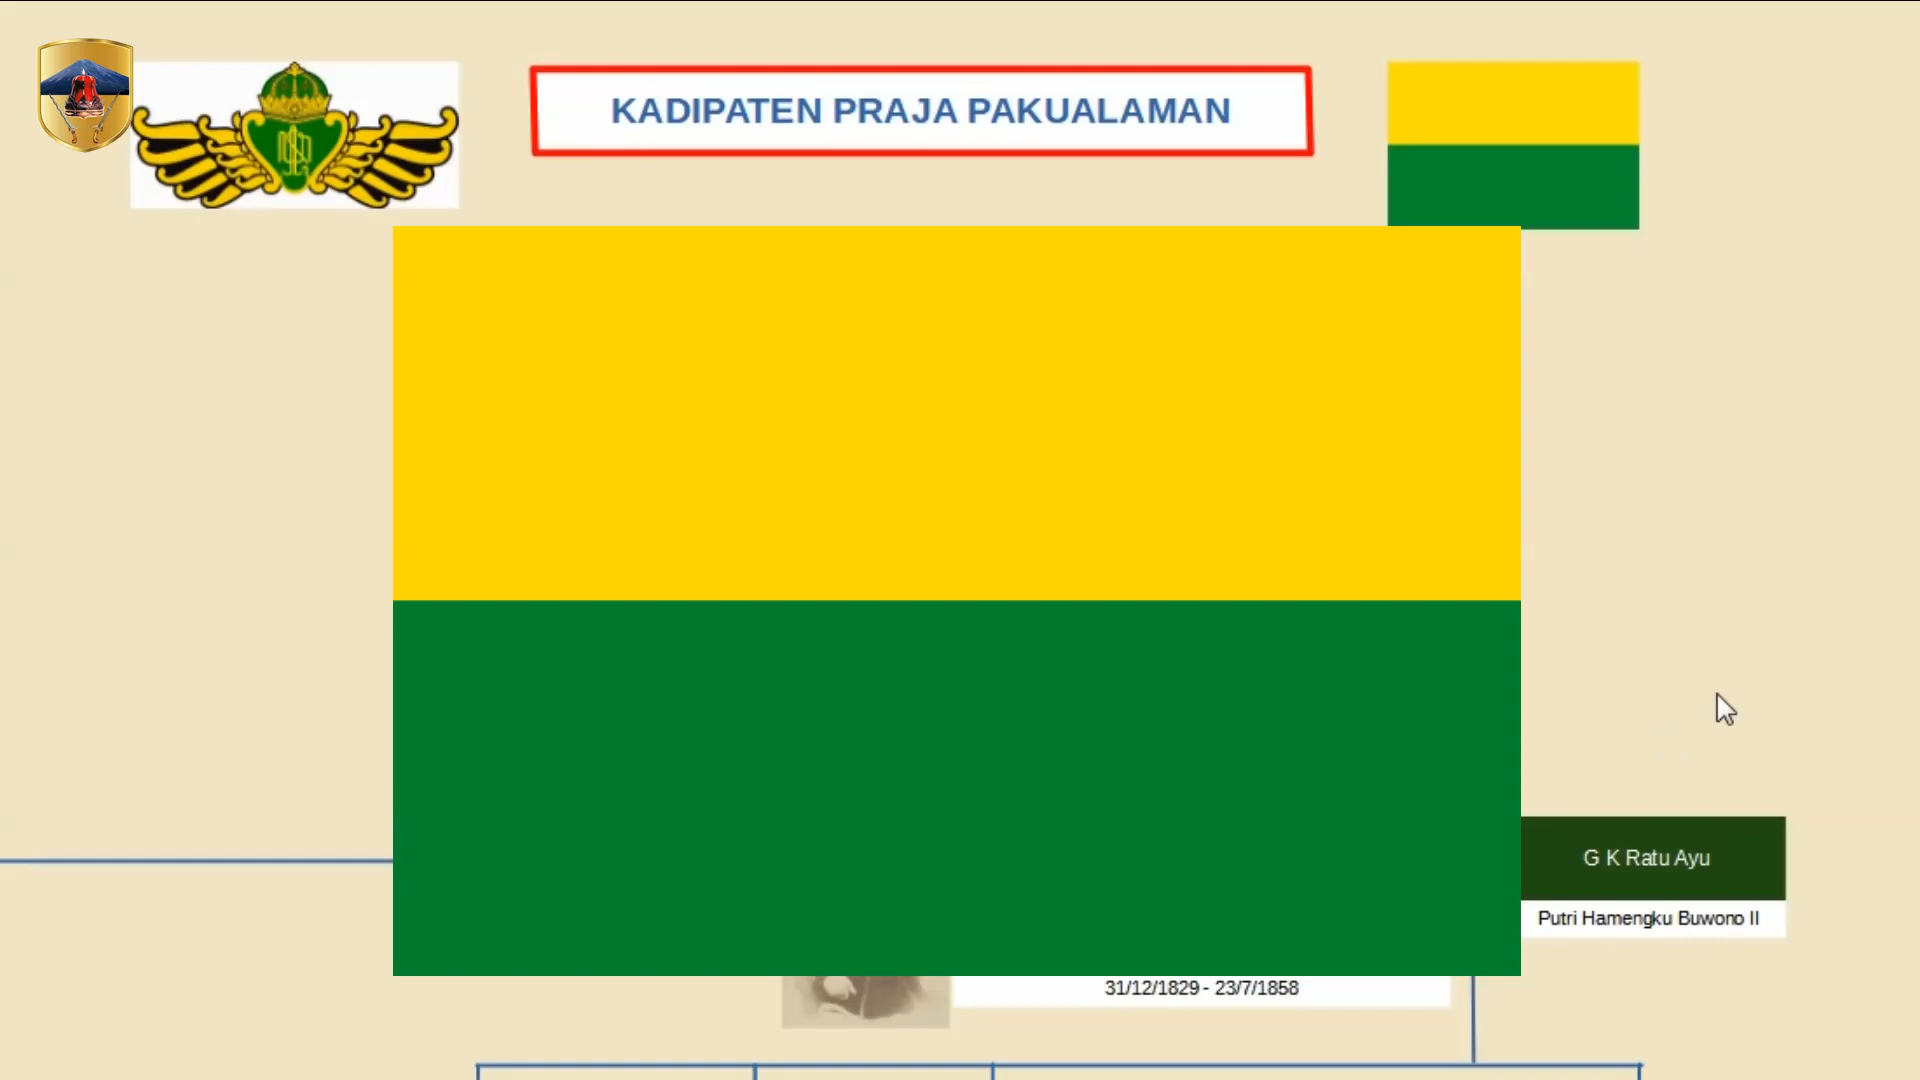 KADIPATEN PRAJA PAKUALAMAN
G K Ratu Ayu
Putri Hamengku Buwono II
31/12/1829 - 23/7/1858